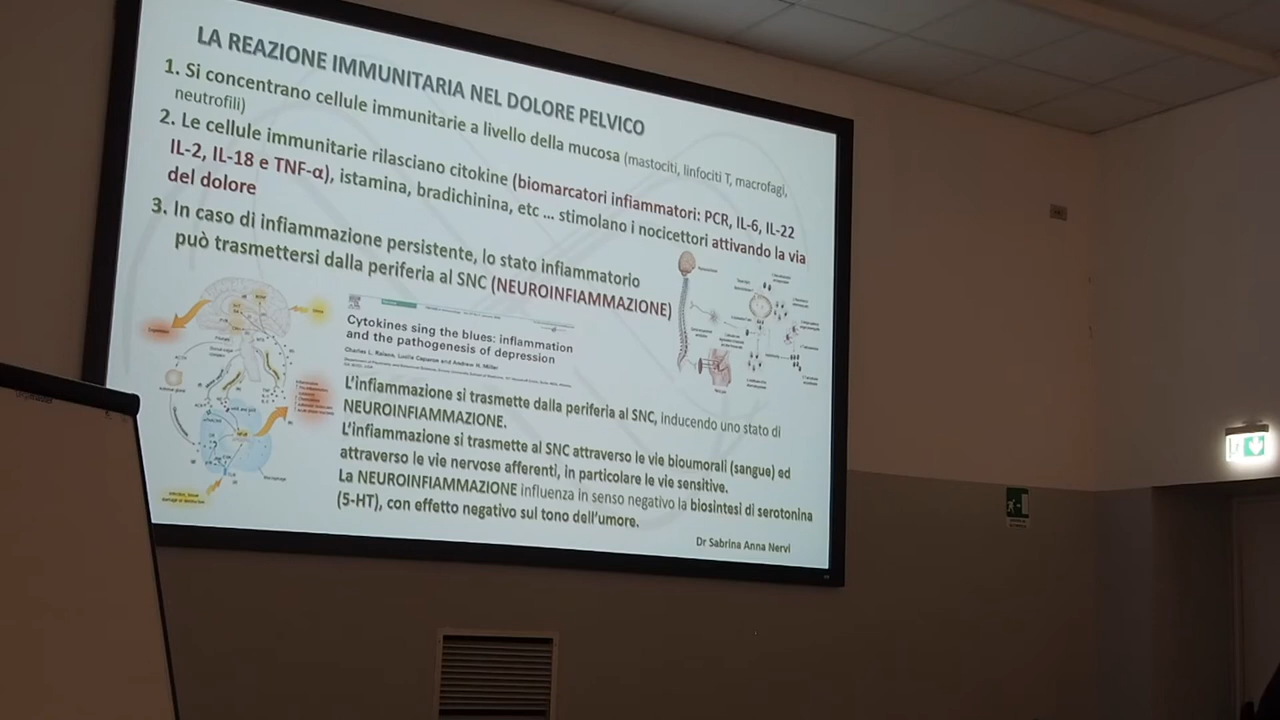 LA REAZIONE IMMUNITARIA NEL DOLORE PELVICO
1. Si concentrano cellule immunitarie a livello della mucosa (mastociti, linfociti T, macrofagi,
neutrofili)
2. Le cellule immunitarie rilasciano citokine (biomarcatori infiammatori: PCR, IL-6, IL-22
IL-2, IL-18 e TNF-α), istamina, bradichinina, etc ... stimolano i nocicettori attivando la via
del dolore
3. In caso di infiammazione persistente, lo stato infiammatorio
può trasmettersi dalla periferia al SNC (NEUROINFIAMMAZIONE)
Cytokines sing the blues: inflammation
and the pathogenesis of depression
Charles L. Raison, Lucile Capuron and Andrew H. Miller
L'infiammazione si trasmette dalla periferia al SNC, inducendo uno stato di
NEUROINFIAMMAZIONE.
L'infiammazione si trasmette al SNC attraverso le vie bioumorali (sangue) ed
attraverso le vie nervose afferenti, in particolare le vie sensitive.
La NEUROINFIAMMAZIONE influenza in senso negativo la biosintesi di serotonina
(5-HT), con effetto negativo sul tono dell'umore.
Dr Sabrina Anna Nervi